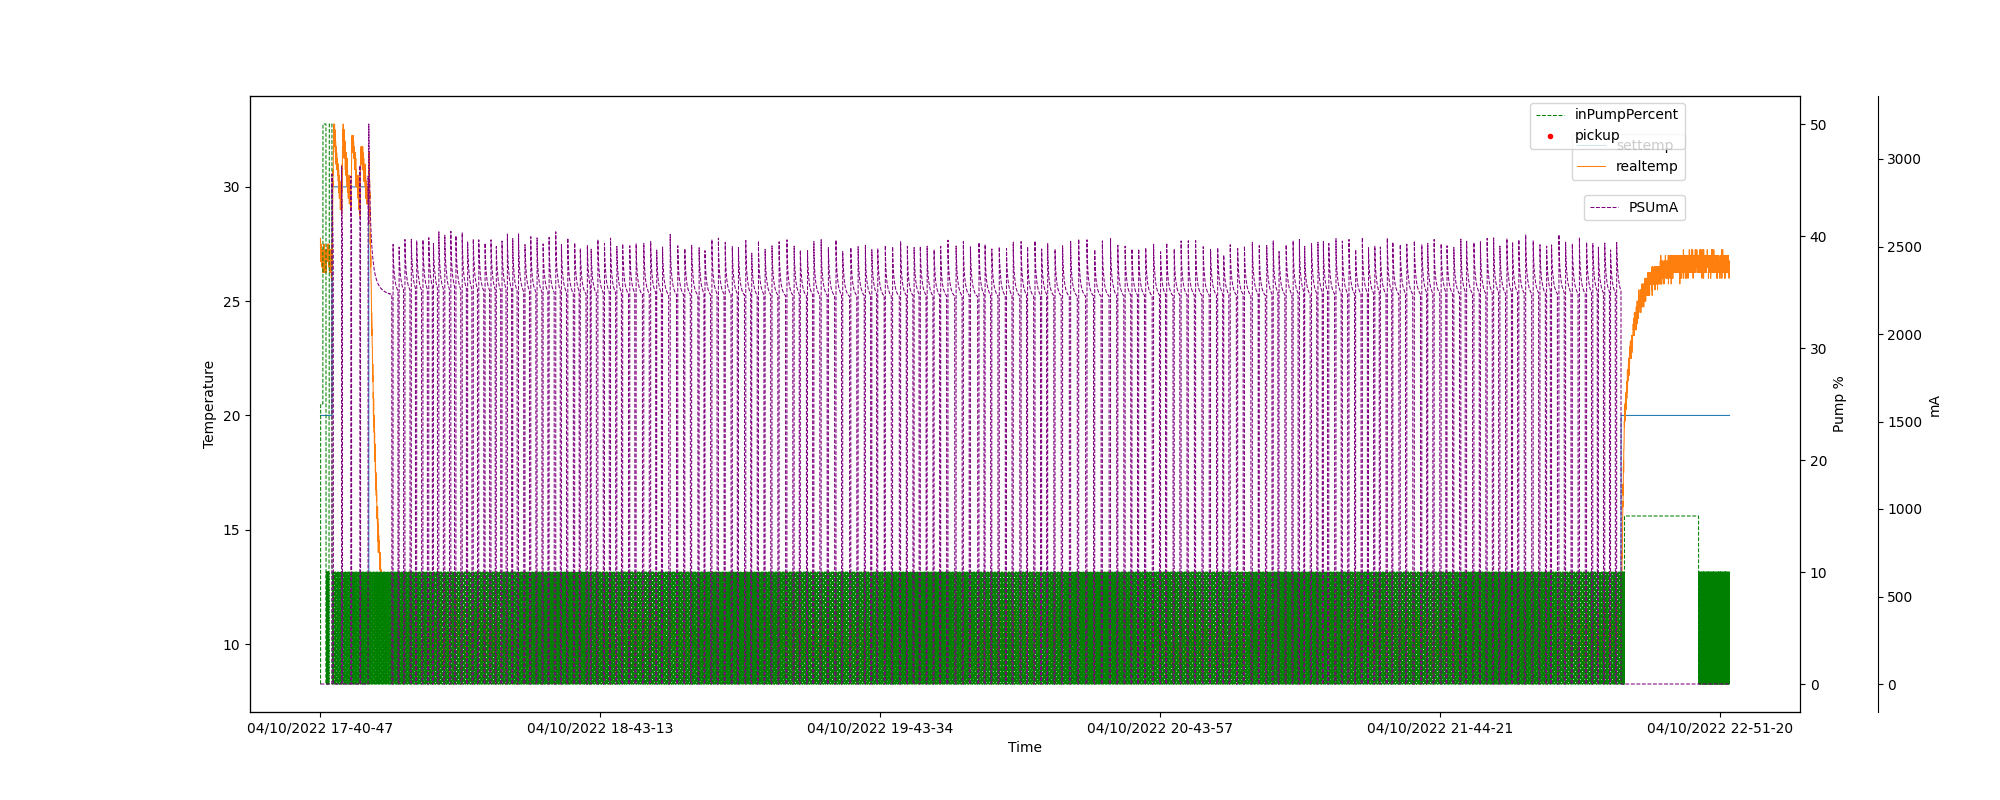 inPumpPercent
pickup
settemp
realtemp
PSUmA
Temperature
30
25
20
15
10
50
40
30
20
10
0
Pump %
3000
2500
2000
1500
1000
500
0
mA
04/10/2022 17-40-47
04/10/2022 18-43-13
04/10/2022 19-43-34
04/10/2022 20-43-57
04/10/2022 21-44-21
04/10/2022 22-51-20
Time